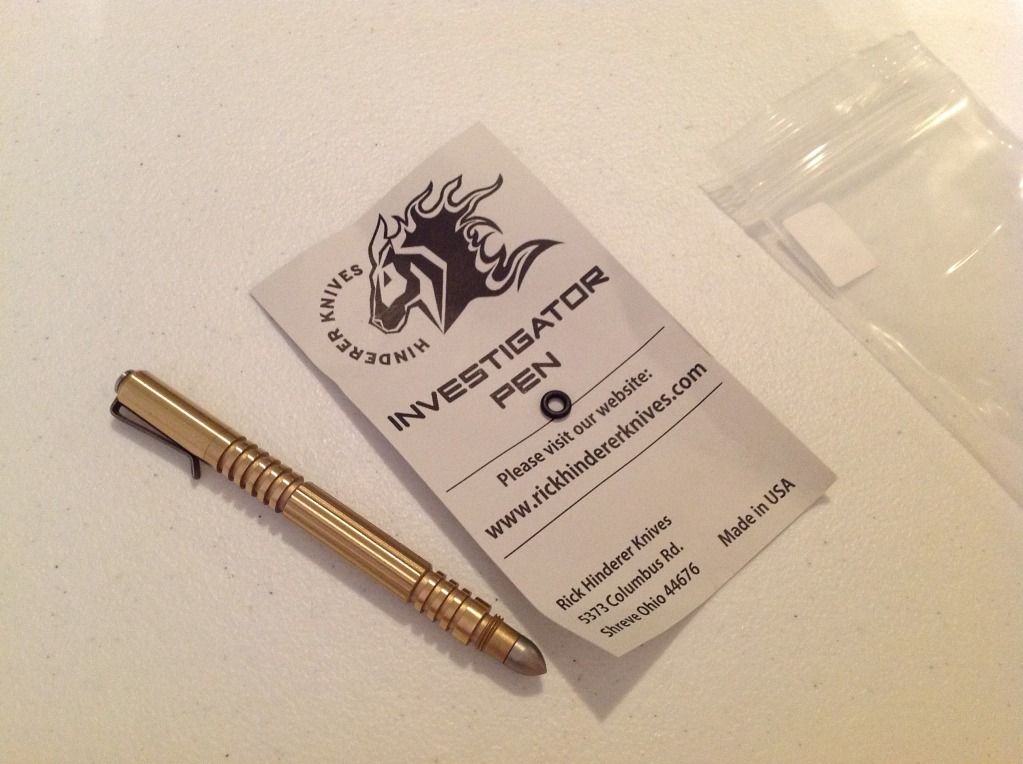 HINDERER KNIVES
INVESTIGATOR
PEN
Please visit our website:
www.rickhindererknives.com
Rick Hinderer Knives
5373 Columbus Rd.
Shreve Ohio 44676
Made in USA